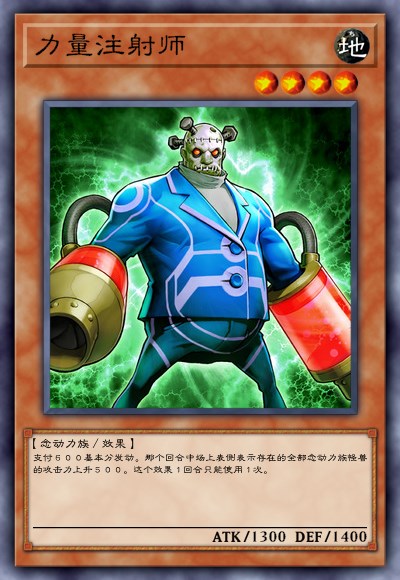 力量注射师
地
【念动力族／效果】
支付６００基本分发动。那个回合中场上表侧表示存在的全部念动力族怪兽
的攻击力上升５００。这个效果１回合只能使用１次。
ATK/1300 DEF/1400